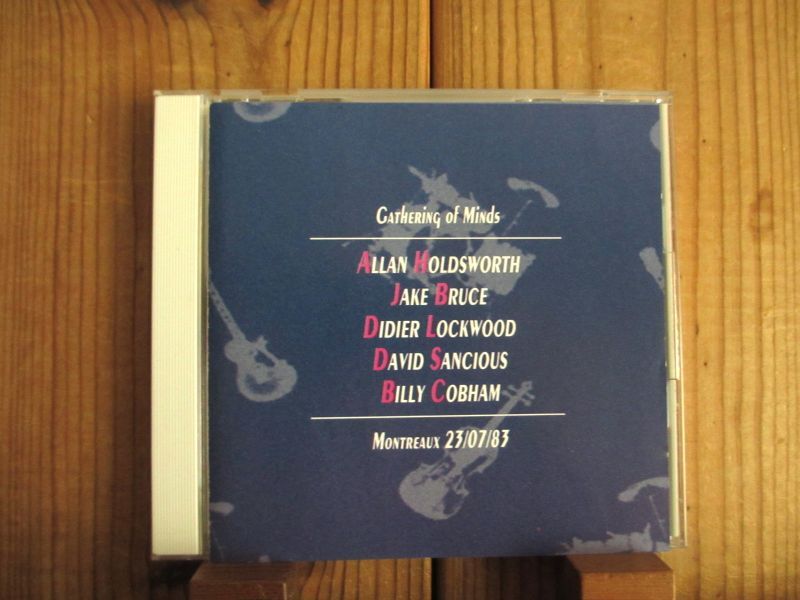 Gathering of Minds
Allan Holdsworth
Jake Bruce
Didier Lockwood
David Sancious
Billy Cobham
Montreaux 23/07/83